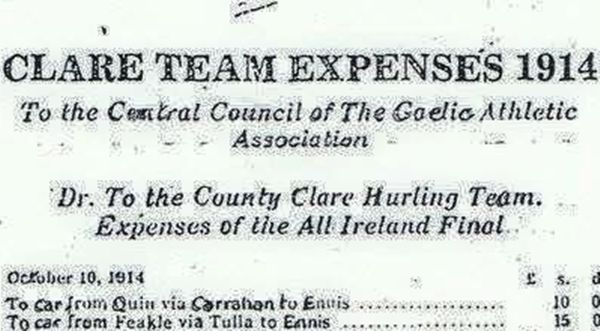 CLARE TEAM EXPENSES 1914
To the Central Council of The Gaelic Athletic
Association
Dr. To the County Clare Hurling Team.
Expenses of the All Ireland Final
October 10, 1914 £ s. d
To car from Quin via Carrahan to Ennis .................. 10 0
To car from Feakle via Tulla to Ennis .................... 15 0